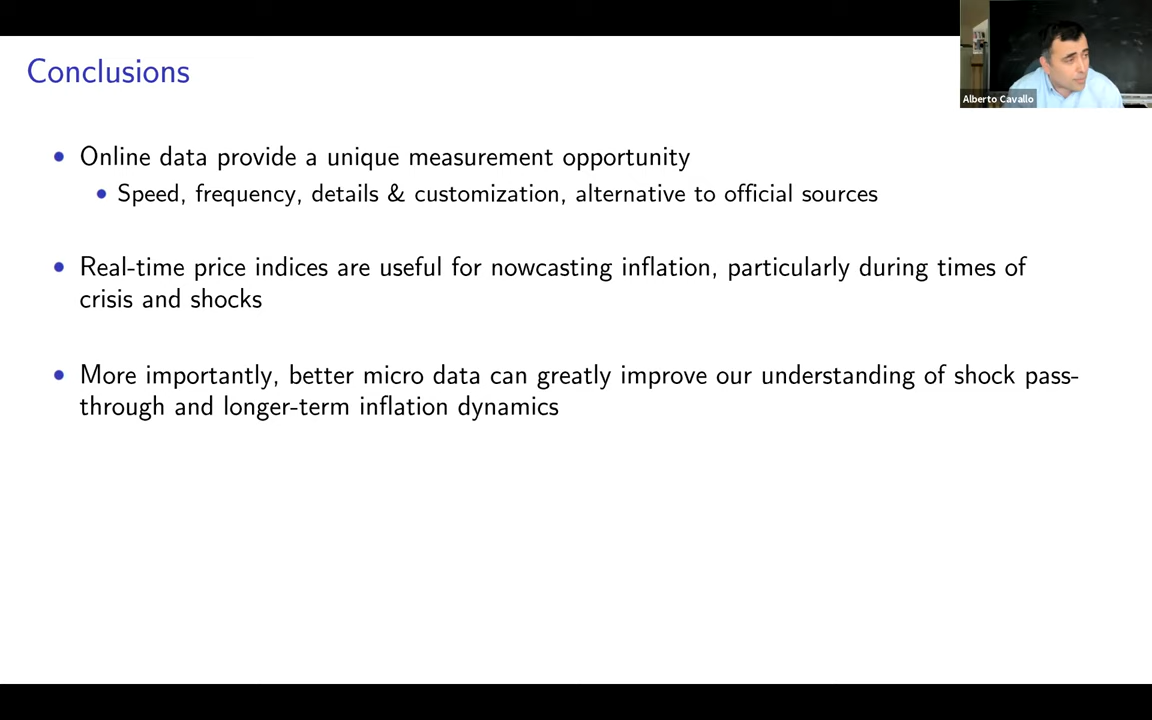 Conclusions
Alberto Cavallo
• Online data provide a unique measurement opportunity
• Speed, frequency, details & customization, alternative to official sources
• Real-time price indices are useful for nowcasting inflation, particularly during times of
crisis and shocks
• More importantly, better micro data can greatly improve our understanding of shock pass-
through and longer-term inflation dynamics